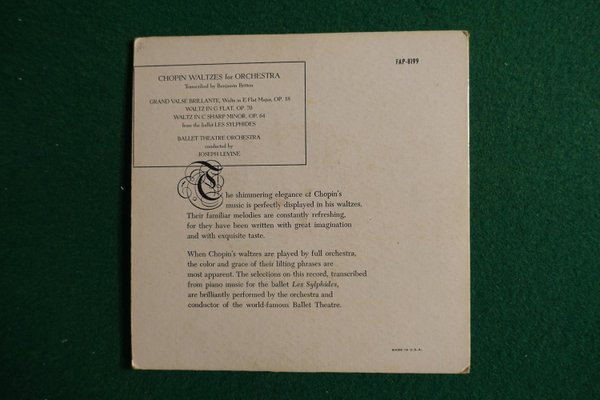 FAP-8199
CHOPIN WALTZES for ORCHESTRA
Transcribed by Benjamin Britten
GRAND VALSE BRILLANTE, Waltz in E Flat Major, OP. 18
WALTZ IN G FLAT, OP. 70
WALTZ IN C SHARP MINOR, OP. 64
from the ballet LES SYLPHIDES
BALLET THEATRE ORCHESTRA
conducted by
JOSEPH LEVINE
The shimmering elegance of Chopin's
music is perfectly displayed in his waltzes.
Their familiar melodies are constantly refreshing,
for they have been written with great imagination
and with exquisite taste.
When Chopin's waltzes are played by full orchestra,
the color and grace of their lilting phrases are
most apparent. The selections on this record, transcribed
from piano music for the ballet Les Sylphides,
are brilliantly performed by the orchestra and
conductor of the world-famous Ballet Theatre.
MADE IN U.S.A.